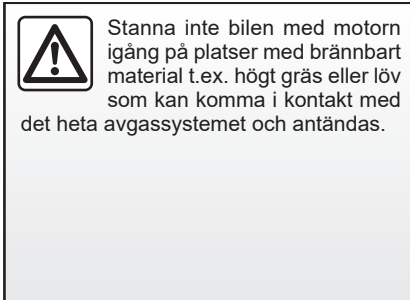 Stanna inte bilen med motorn
igång på platser med brännbart
material t.ex. högt gräs eller löv
som kan komma i kontakt med
det heta avgassystemet och antändas.